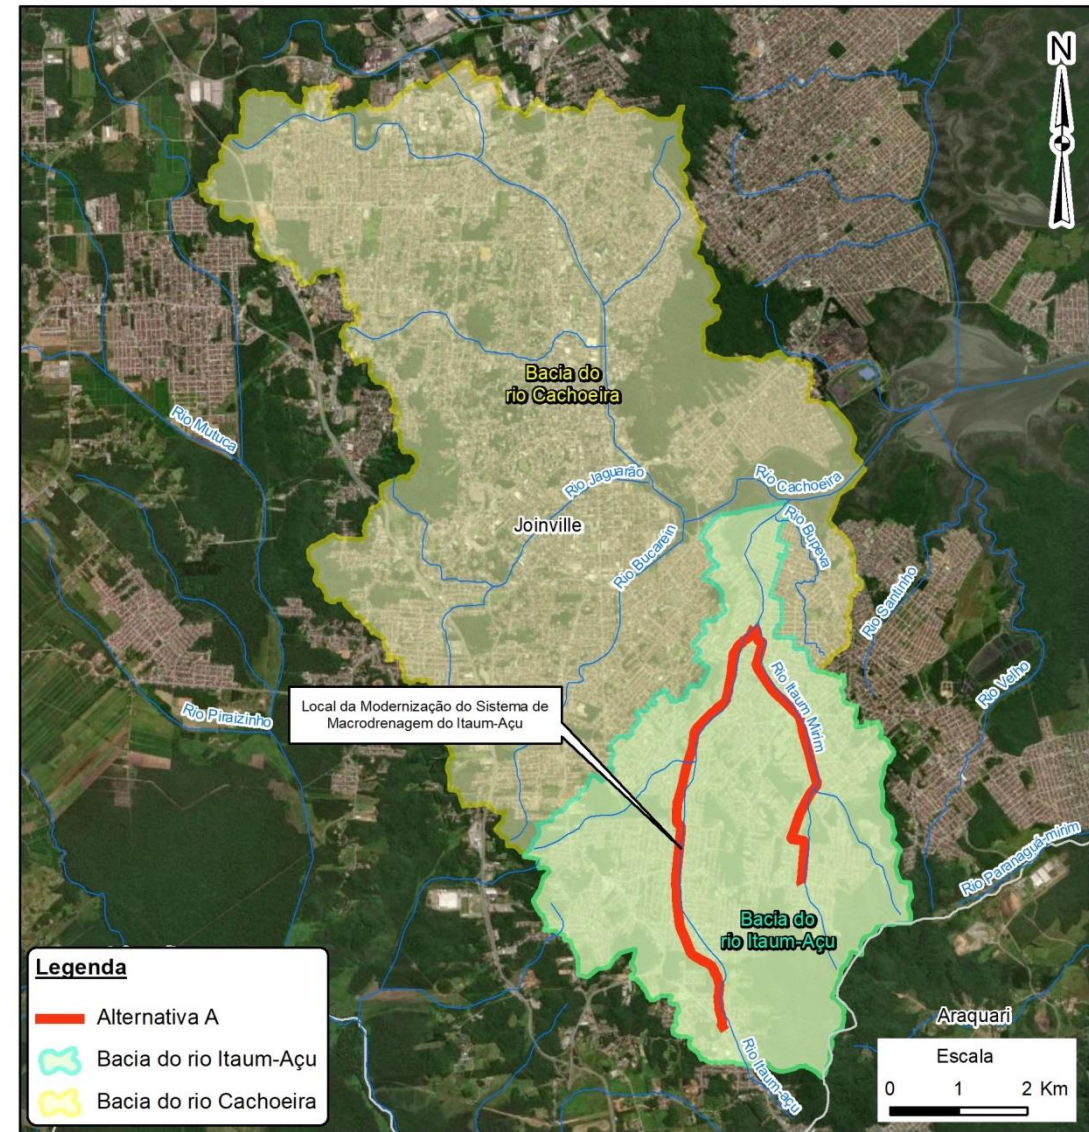 N
Bacia do
rio Cachoeira
Rio Mutuca
Rio Jaguarão
Rio Cachoeira
Joinville
Rio Bupeva
Rio Bucarein
Rio Santinho
Rio Itaum Mirim
Rio Velho
Local da Modernização do Sistema de
Macrodrenagem do Itaum-Açu
Rio Piraizinho
Rio Paranaguá-mirim
Bacia do
rio Itaum-Açu
Rio Itaum-açu
Araquari
Legenda
Alternativa A
Bacia do rio Itaum-Açu
Bacia do rio Cachoeira
Escala
0 1 2 Km